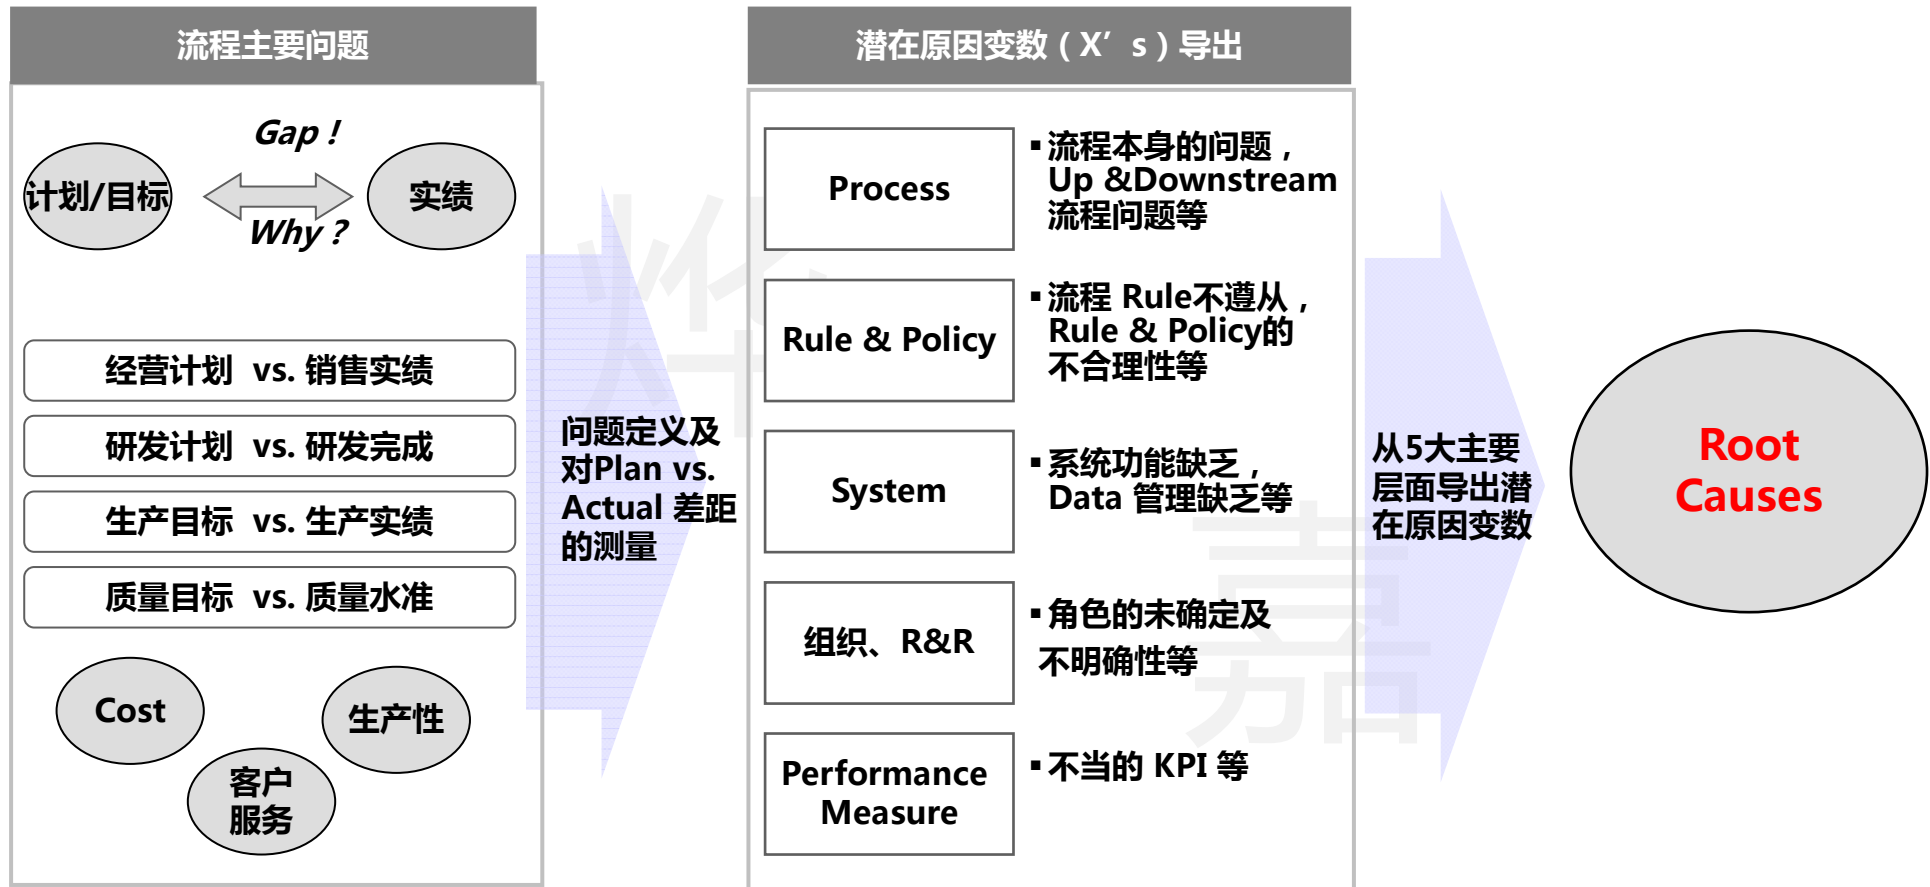 流程主要问题
Gap !
计划/目标
实绩
Why ?
经营计划 vs. 销售实绩
研发计划 vs. 研发完成
生产目标 vs. 生产实绩
质量目标 vs. 质量水准
Cost
生产性
客户
服务
问题定义及
对Plan vs.
Actual 差距
的测量
潜在原因变数（X’s）导出
Process
▪流程本身的问题，
Up &Downstream
流程问题等
Rule & Policy
▪流程 Rule不遵从，
Rule & Policy的
不合理性等
System
▪系统功能缺乏，
Data 管理缺乏等
组织、R&R
▪角色的未确定及
不明确性等
Performance
Measure
▪不当的 KPI 等
从5大主要
层面导出潜
在原因变数
Root
Causes
烨
嘉